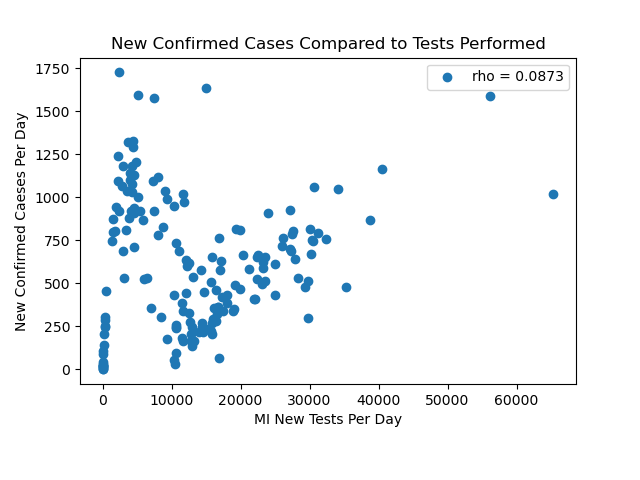 New Confirmed Cases Compared to Tests Performed
rho = 0.0873
1750
1500
1250
1000
750
500
250
0
New Confirmed Caeses Per Day
0 10000 20000 30000 40000 50000 60000
MI New Tests Per Day